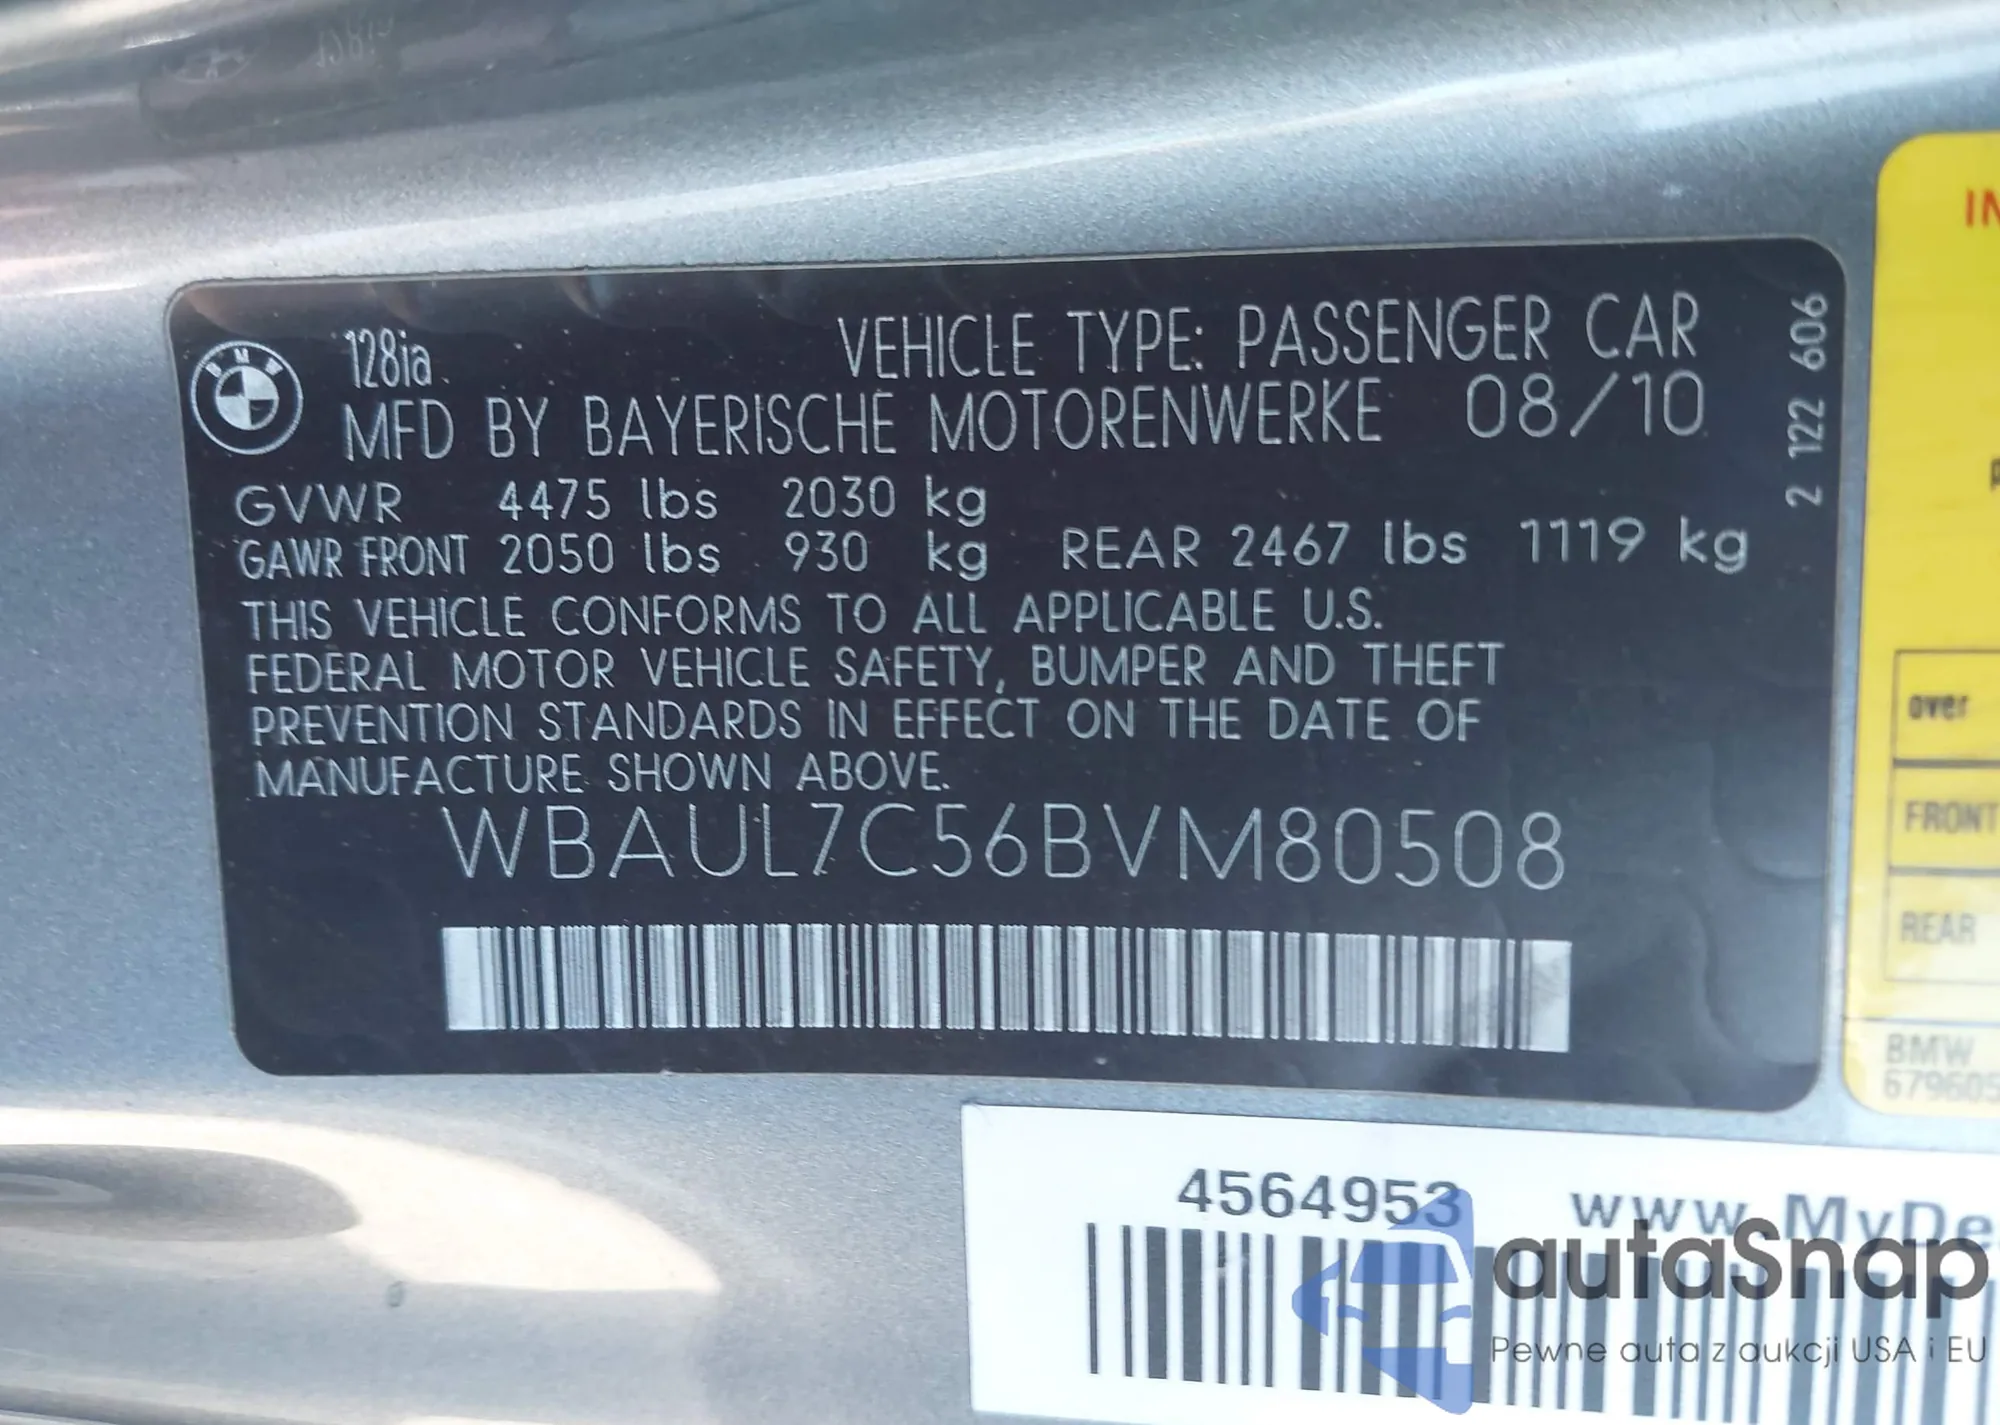 BMW
128ia
VEHICLE TYPE: PASSENGER CAR
MFD BY BAYERISCHE MOTORENWERKE 08/10
GVWR 4475 lbs 2030 kg
GAWR FRONT 2050 lbs 930 kg REAR 2467 lbs 1119 kg
THIS VEHICLE CONFORMS TO ALL APPLICABLE U.S.
FEDERAL MOTOR VEHICLE SAFETY, BUMPER AND THEFT
PREVENTION STANDARDS IN EFFECT ON THE DATE OF
MANUFACTURE SHOWN ABOVE.
WBAUL7C56BVM80508
2 122 606
over
FRONT
REAR
BMW
679605
4564953 www.MyDe
autaSnap
Pewne auta z aukcji USA i EU